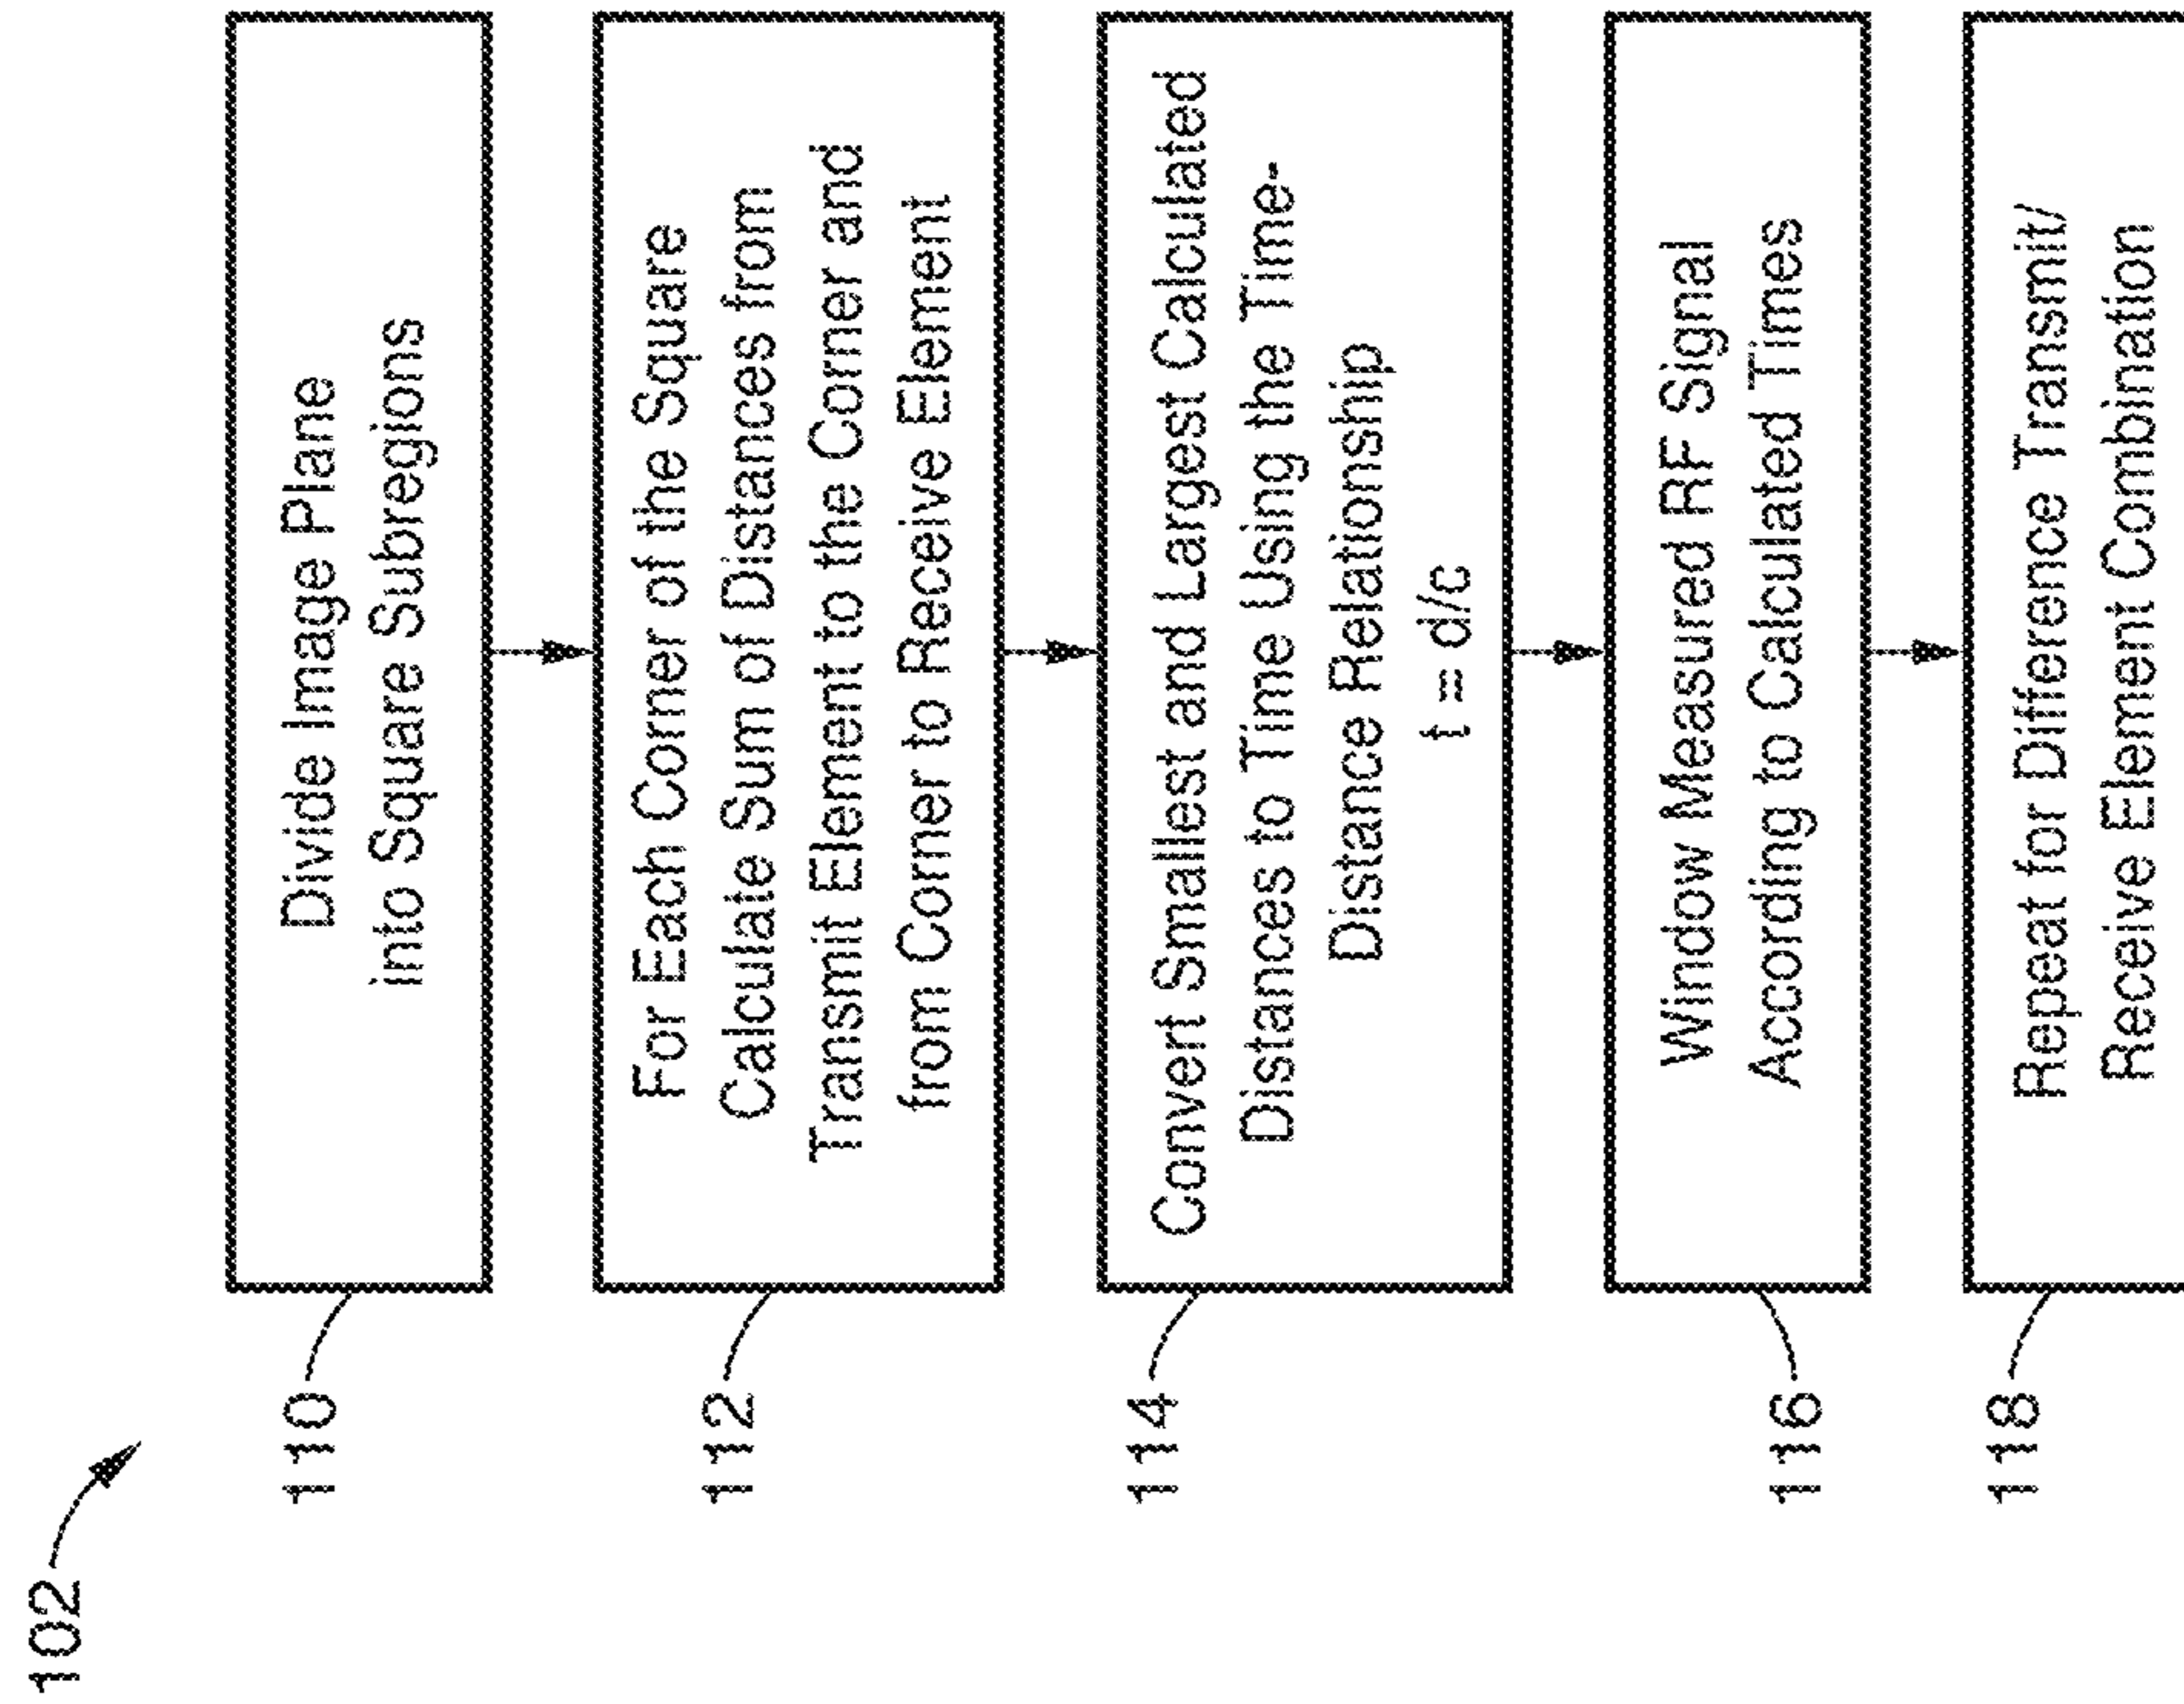 102
110
Divide Image Plane
into Square Subregions
112
For Each Corner of the Square
Calculate Sum of Distances from
Transmit Element to the Corner and
from Corner to Receive Element
114
Convert Smallest and Largest Calculated
Distances to Time Using the Time-
Distance Relationship
t = d/c
116
Window Measured RF Signal
According to Calculated Times
118
Repeat for Difference Transmit/
Receive Element Combination